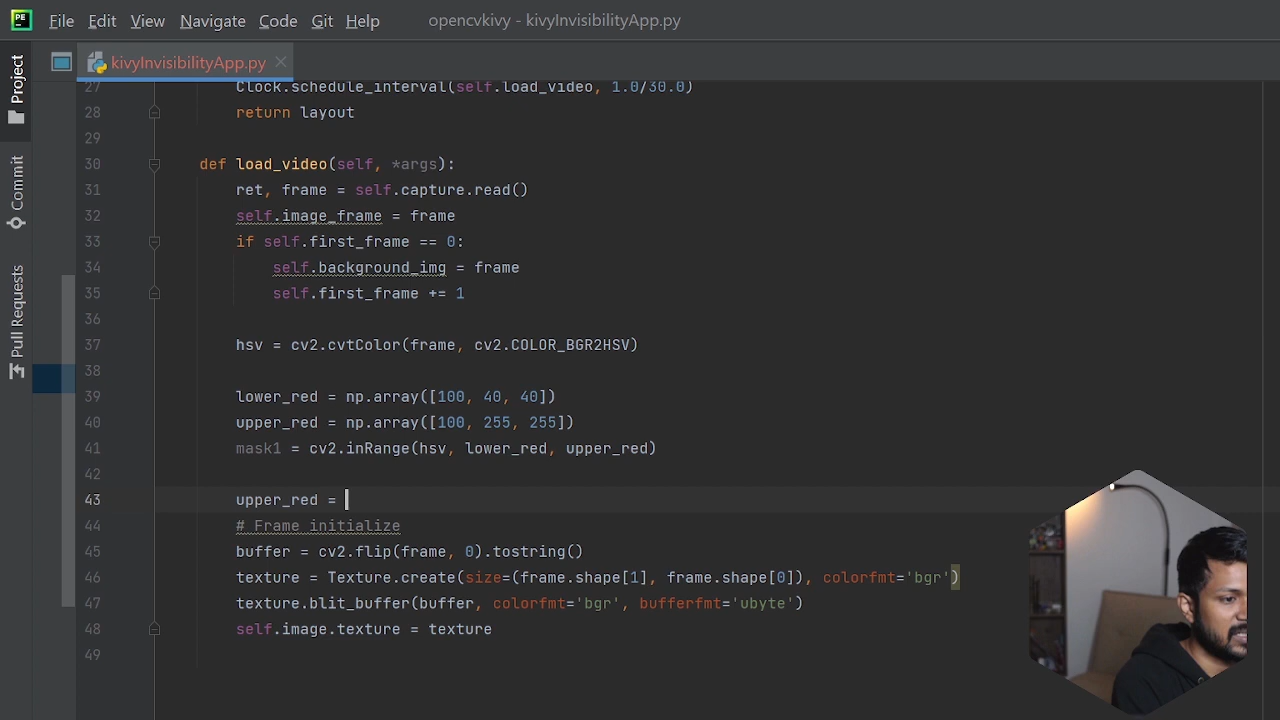 PE File Edit View Navigate Code Git Help opencvkivy - kivyInvisibilityApp.py
Project
Commit
Pull Requests
kivyInvisibilityApp.py
27 Clock.schedule_interval(self.load_video, 1.0/30.0)
28 return layout
29
30 def load_video(self, *args):
31 ret, frame = self.capture.read()
32 self.image_frame = frame
33 if self.first_frame == 0:
34 self.background_img = frame
35 self.first_frame += 1
36
37 hsv = cv2.cvtColor(frame, cv2.COLOR_BGR2HSV)
38
39 lower_red = np.array([100, 40, 40])
40 upper_red = np.array([100, 255, 255])
41 mask1 = cv2.inRange(hsv, lower_red, upper_red)
42
43 upper_red =
44 # Frame initialize
45 buffer = cv2.flip(frame, 0).tostring()
46 texture = Texture.create(size=(frame.shape[1], frame.shape[0]), colorfmt='bgr')
47 texture.blit_buffer(buffer, colorfmt='bgr', bufferfmt='ubyte')
48 self.image.texture = texture
49